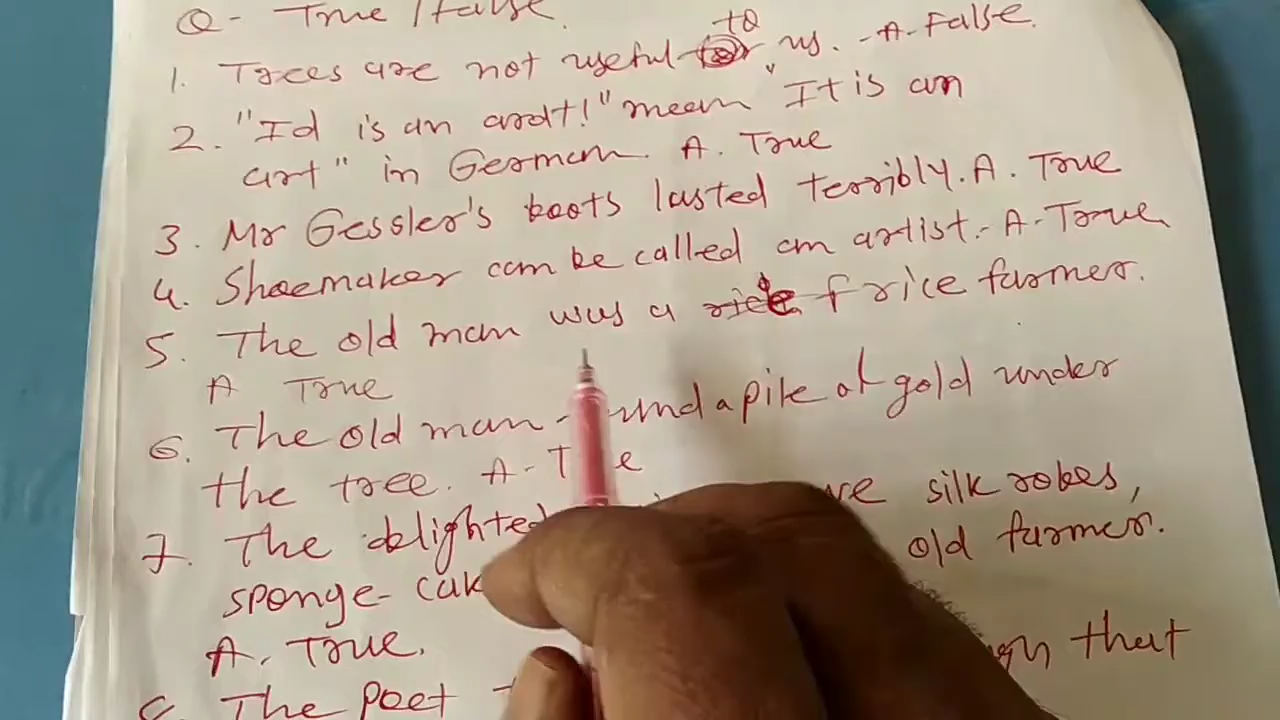 Q- True/False.
1. Trees are not useful to us. -A-False.
2. "Id is an ardt!" mean "It is an
art" in German. A. True
3. Mr Gessler's boots lasted terribly. A. True
4. Shoemaker can be called an artist.- A-True
5. The old man was a f rice farmer.
A True
6. The old man a pile of gold under
the tree. A-
7. The delighted silk robes,
sponge- old farmer.
A. True.
The poet that